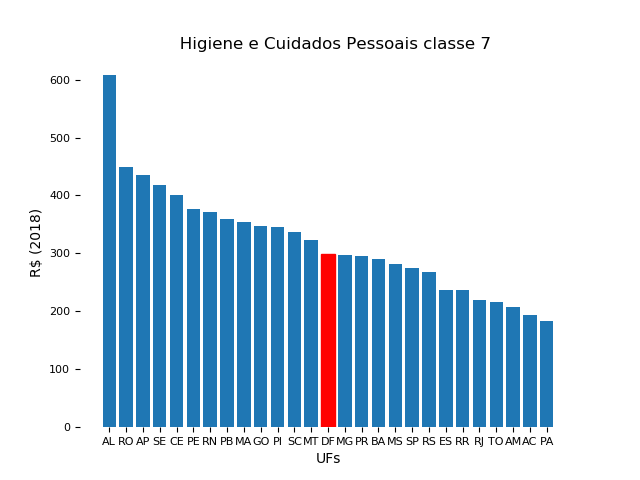 Higiene e Cuidados Pessoais classe 7
600
500
400
300
200
100
0
R$ (2018)
AL RO AP SE CE PE RN PB MA GO PI SC MT DF MG PR BA MS SP RS ES RR RJ TO AM AC PA
UFs